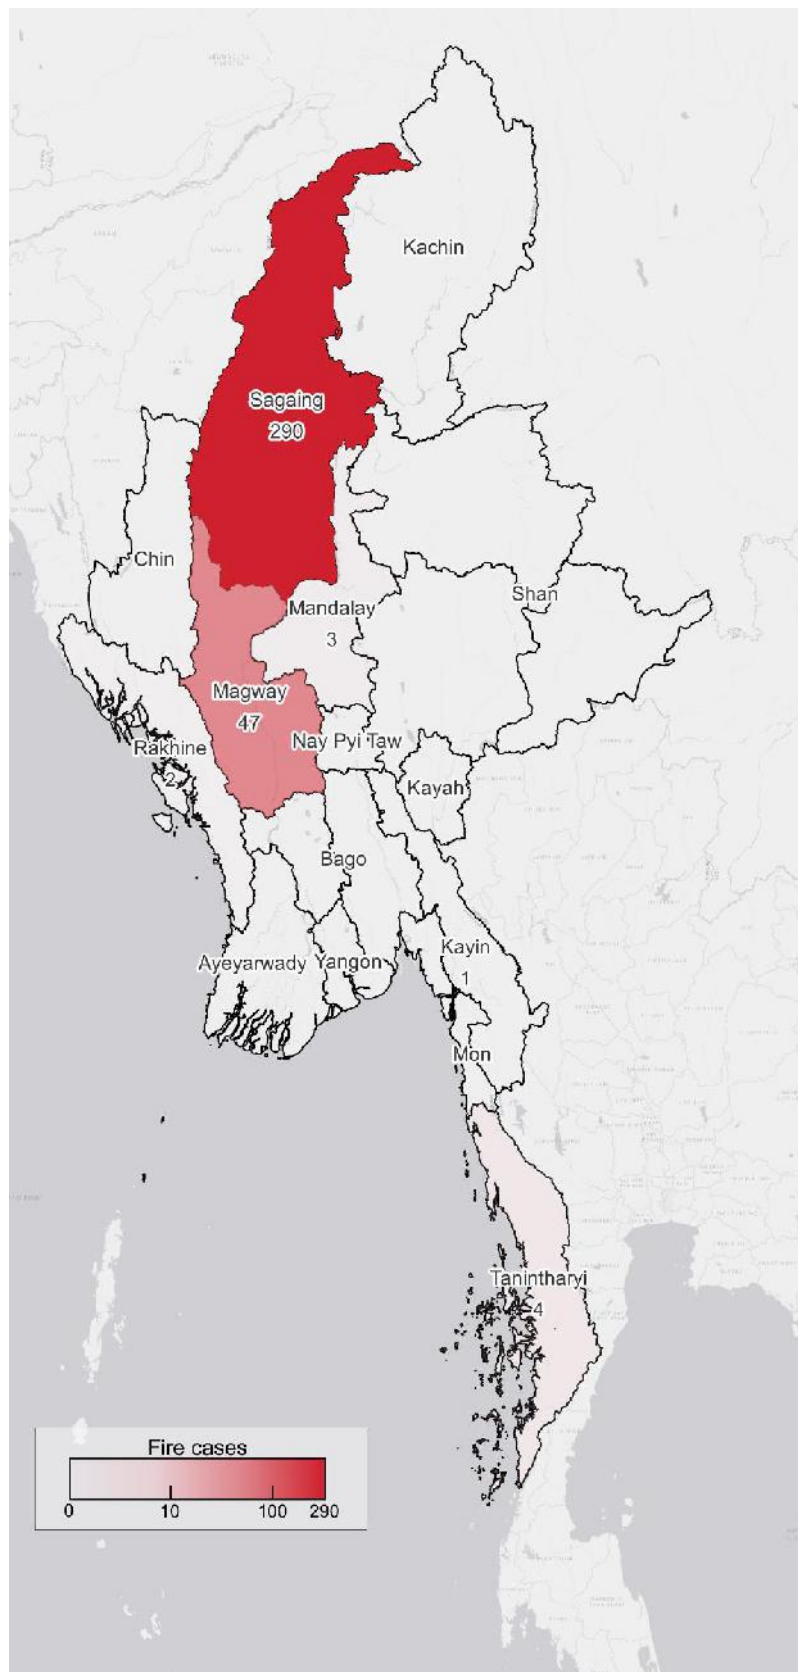 Kachin
Sagaing
290
Chin
Shan
Mandalay
3
Magway
47
Nay Pyi Taw
Rakhine
2
Kayah
Bago
Kayin
1
Ayeyarwady
Yangon
Mon
Tanintharyi
4
Fire cases
0 10 100 290